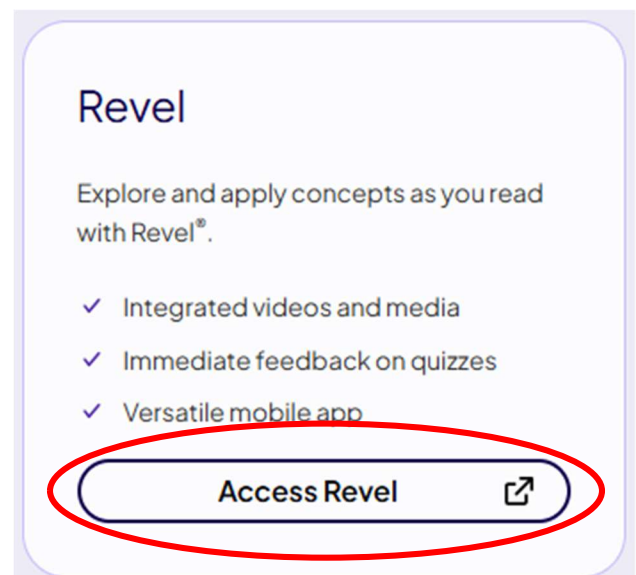 Revel
Explore and apply concepts as you read
with Revel®.
Integrated videos and media
Immediate feedback on quizzes
Versatile mobile app
Access Revel